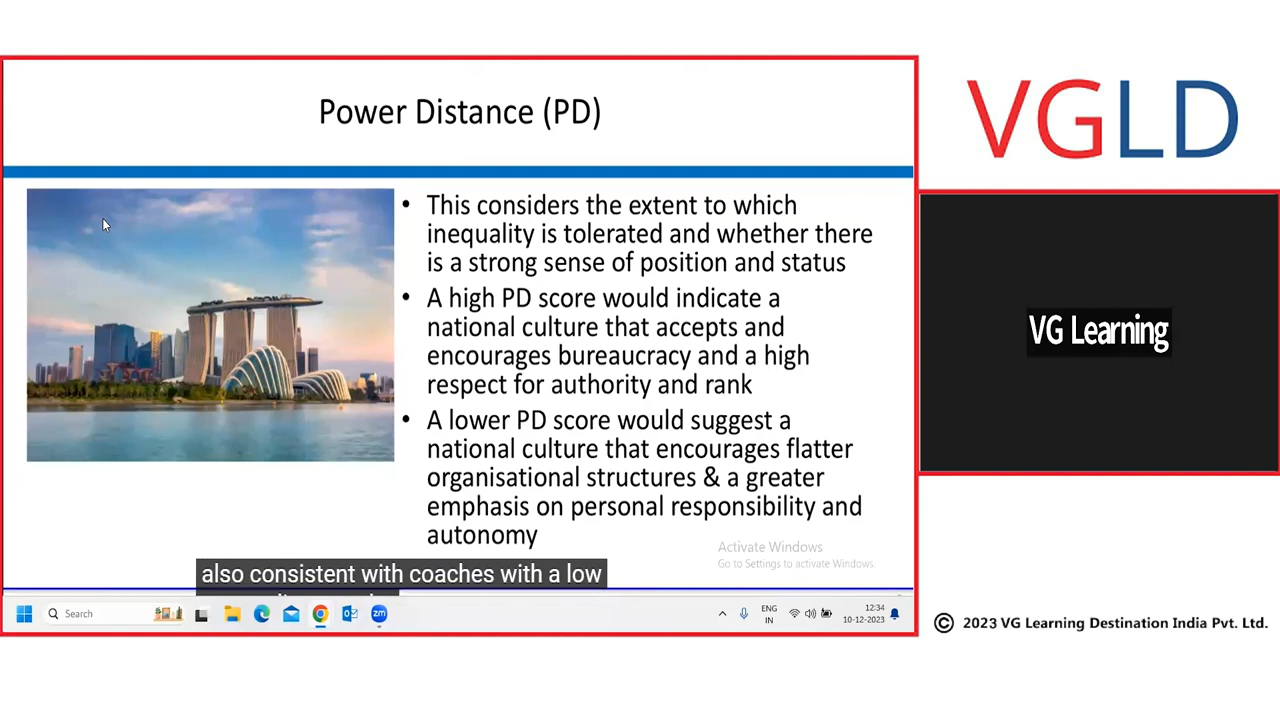 Power Distance (PD)
• This considers the extent to which
inequality is tolerated and whether there
is a strong sense of position and status
• A high PD score would indicate a
national culture that accepts and
encourages bureaucracy and a high
respect for authority and rank
• A lower PD score would suggest a
national culture that encourages flatter
organisational structures & a greater
emphasis on personal responsibility and
autonomy
Activate Windows
Go to Settings to activate Windows.
also consistent with coaches with a low
Search
zm
ENG
IN
12:34
10-12-2023
VGLD
VG Learning
© 2023 VG Learning Destination India Pvt. Ltd.